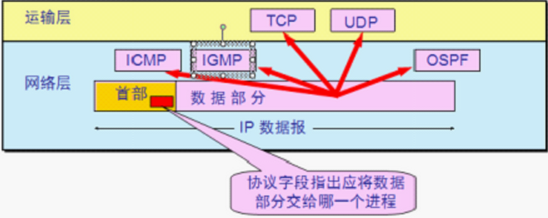 运输层
TCP
UDP
ICMP
IGMP
OSPF
网络层
首部
数据部分
IP 数据报
协议字段指出应将数据
部分交给哪一个进程